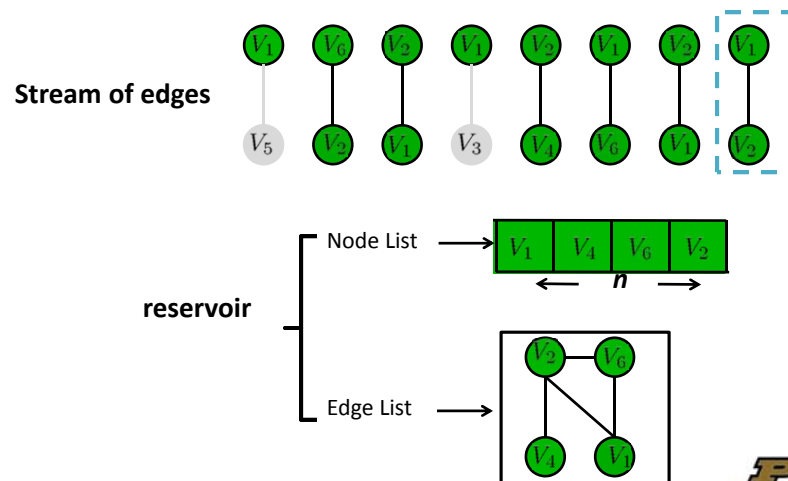 V1 V6 V2 V1 V2 V1 V2 V1
Stream of edges
V5 V2 V1 V3 V4 V6 V1 V2
Node List
V1 V4 V6 V2
n
reservoir
V2 V6
Edge List
V4 V1